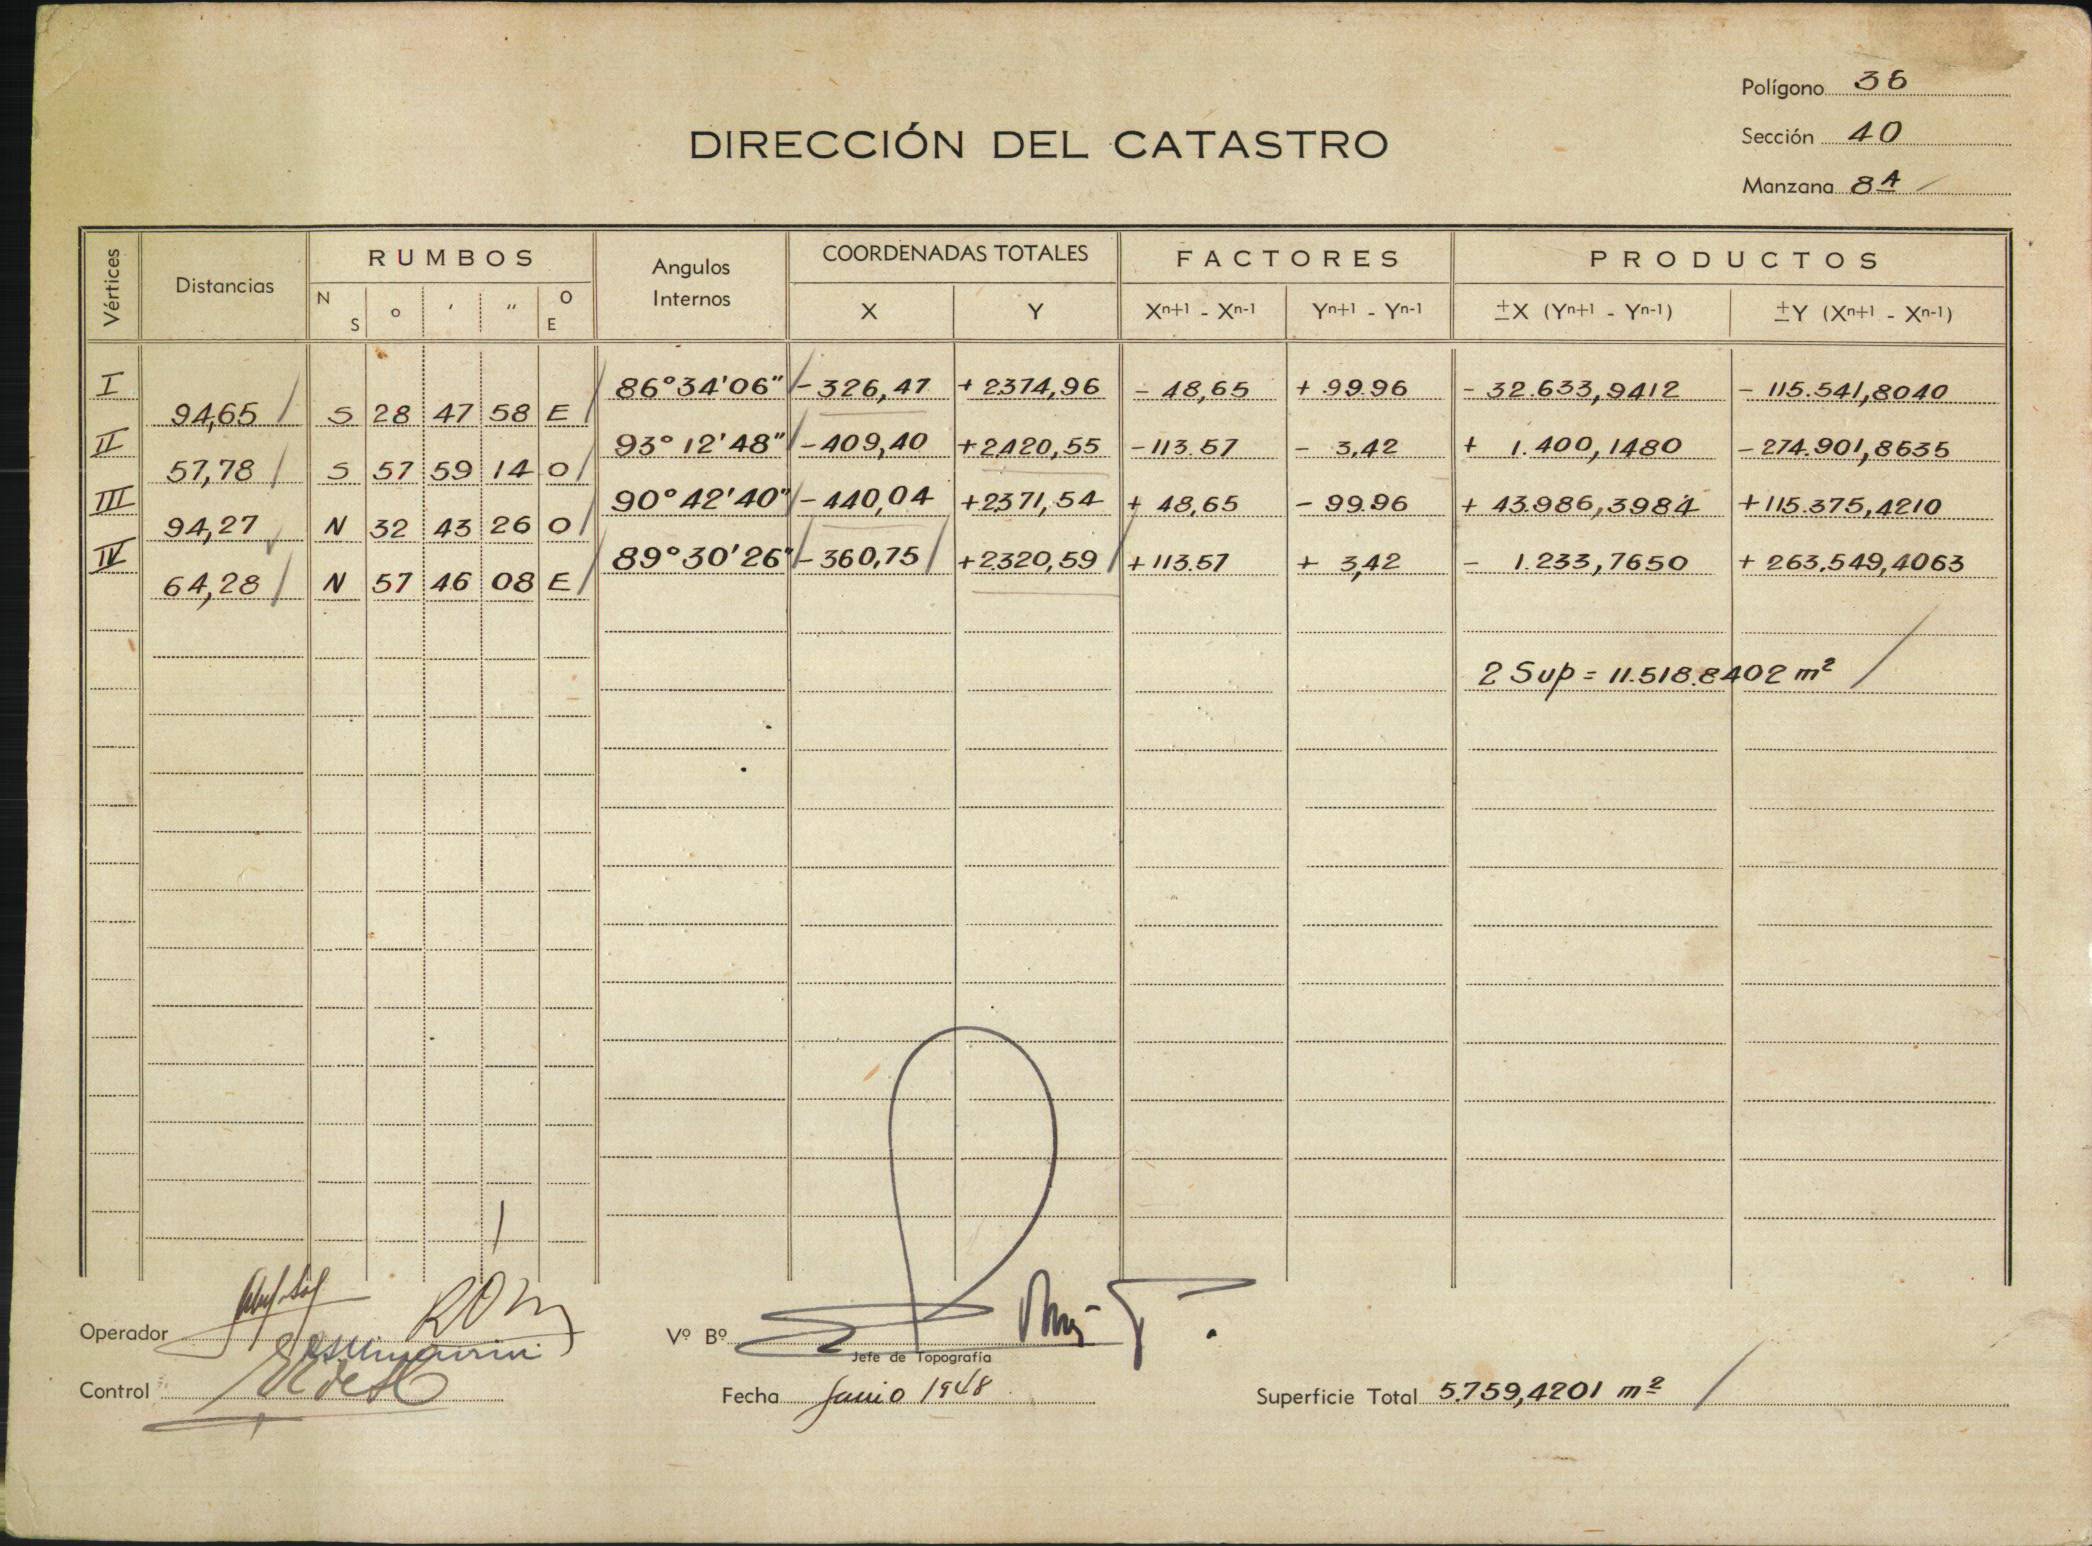 Polígono 36
DIRECCIÓN DEL CATASTRO
Sección 40
Manzana 8A
Vértices Distancias RUMBOS Angulos Internos COORDENADAS TOTALES FACTORES PRODUCTOS
N S ° ' " O E X Y Xn+1 - Xn-1 Yn+1 - Yn-1 ±X (Yn+1 - Yn-1) ±Y (Xn+1 - Xn-1)
I 86°34'06" -326,47 +2374,96 -48,65 +99.96 -32.633,9412 -115.541,8040
94,65 S 28 47 58 E
II 93°12'48" -409,40 +2420,55 -113.57 -3,42 +1.400,1480 -274.901,8635
57,78 S 57 59 14 O
III 90°42'40" -440,04 +2371,54 +48,65 -99.96 +43.986,3984 +115.375,4210
94,27 N 32 43 26 O
IV 89°30'26" -360,75 +2320,59 +113.57 +3,42 -1.233,7650 +263.549,4063
64,28 N 57 46 08 E
2 Sup = 11.518.8402 m²
Operador
Vº Bº
Jefe de Topografía
Control
Fecha Junio 1948
Superficie Total 5.759,4201 m²